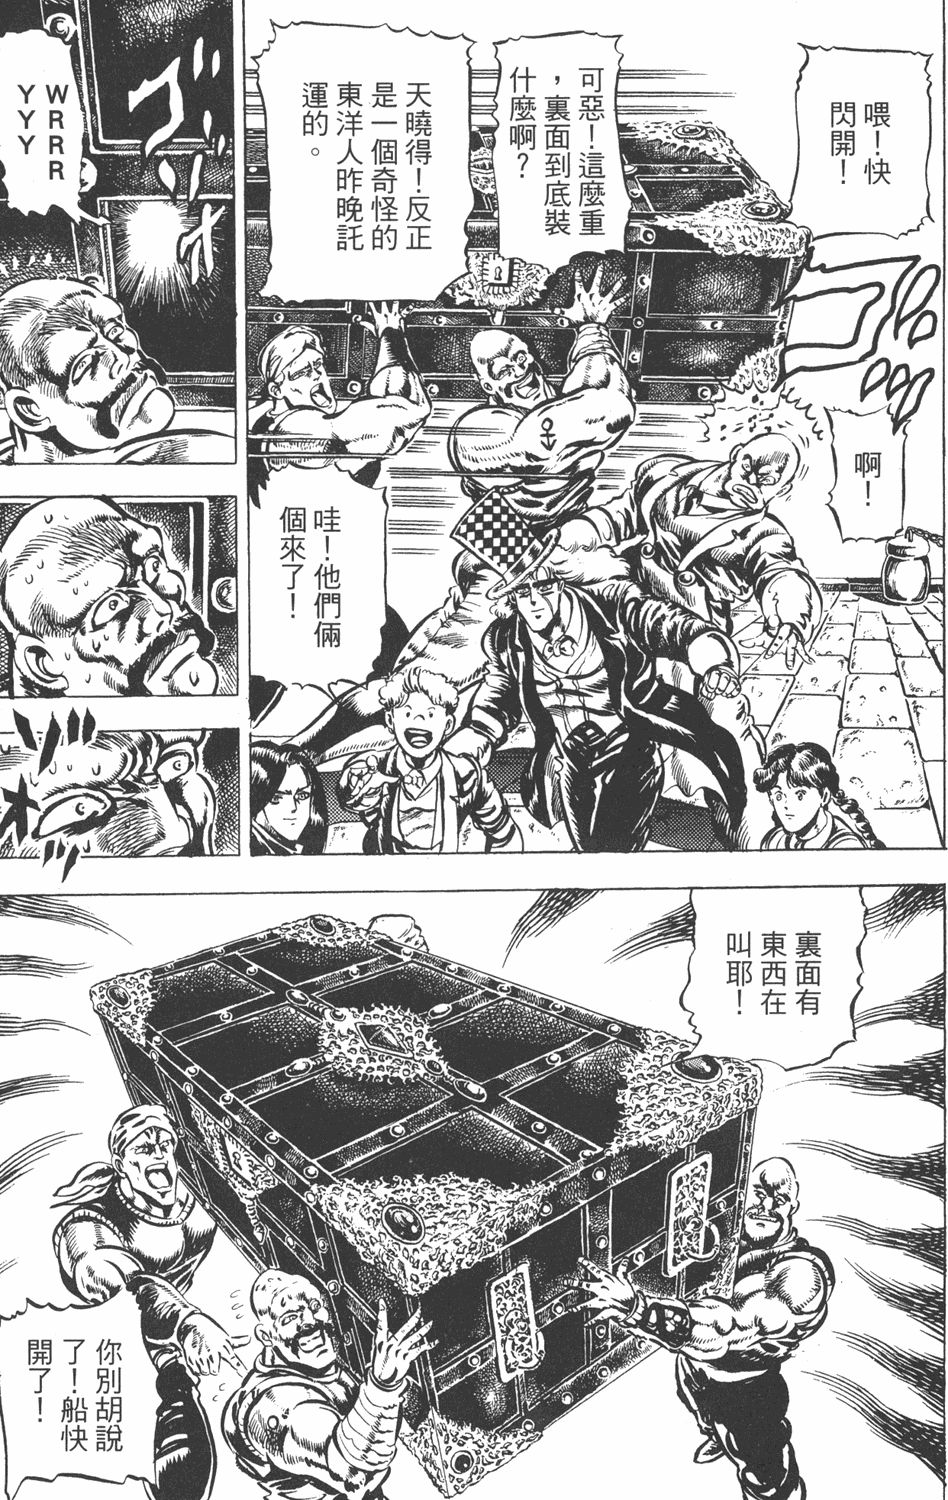 喂！快
閃開！
可惡！這麼重
，裏面到底裝
什麼啊？
天曉得！反正
是一個奇怪的
東洋人昨晚託
運的。
ゴロ
啊！
哇！他們倆
個來了！
WRRR
YYY
裏面有
東西在
叫耶！
你別胡說
了！船快
開了！